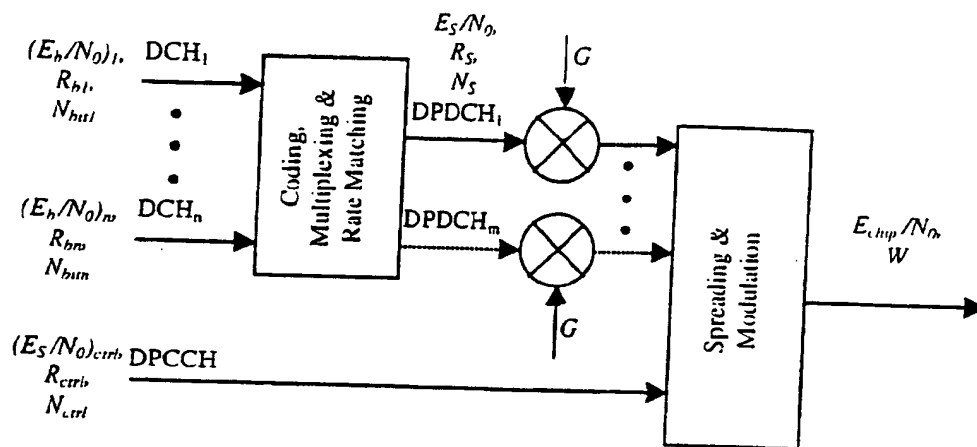 (E_b/N_0)_1, DCH_1
R_b1,
N_bit1
E_S/N_0,
R_S,
N_S
DPDCH_1
G
Coding,
Multiplexing &
Rate Matching
(E_b/N_0)_n, DCH_n
R_bn,
N_bitn
DPDCH_m
G
Spreading &
Modulation
E_chip/N_0,
W
(E_S/N_0)_ctrl, DPCCH
R_ctrl,
N_ctrl